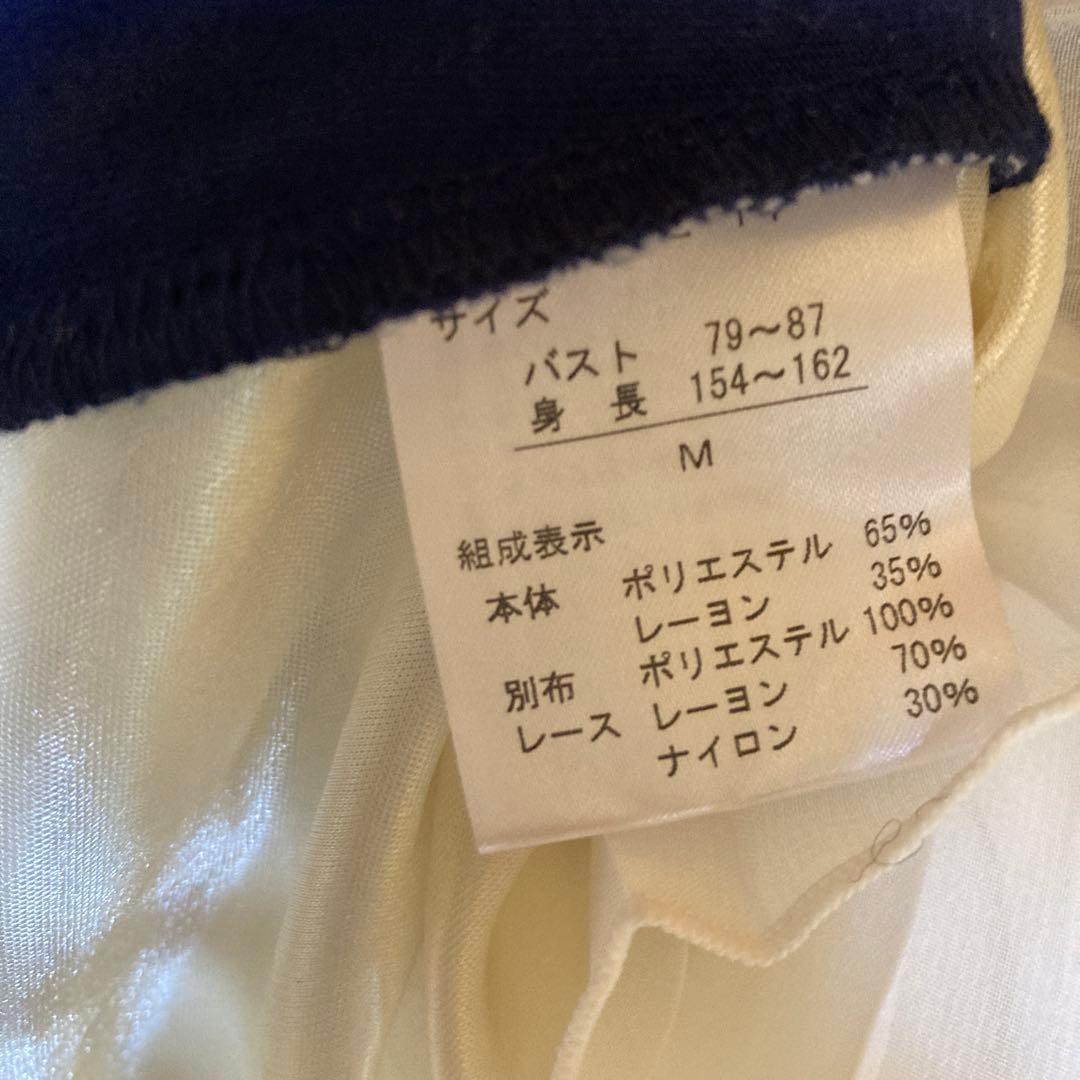 サイズ
バスト 79～87
身 長 154～162
M
組成表示
本体 ポリエステル 65%
レーヨン 35%
別布 ポリエステル 100%
レース レーヨン 70%
ナイロン 30%